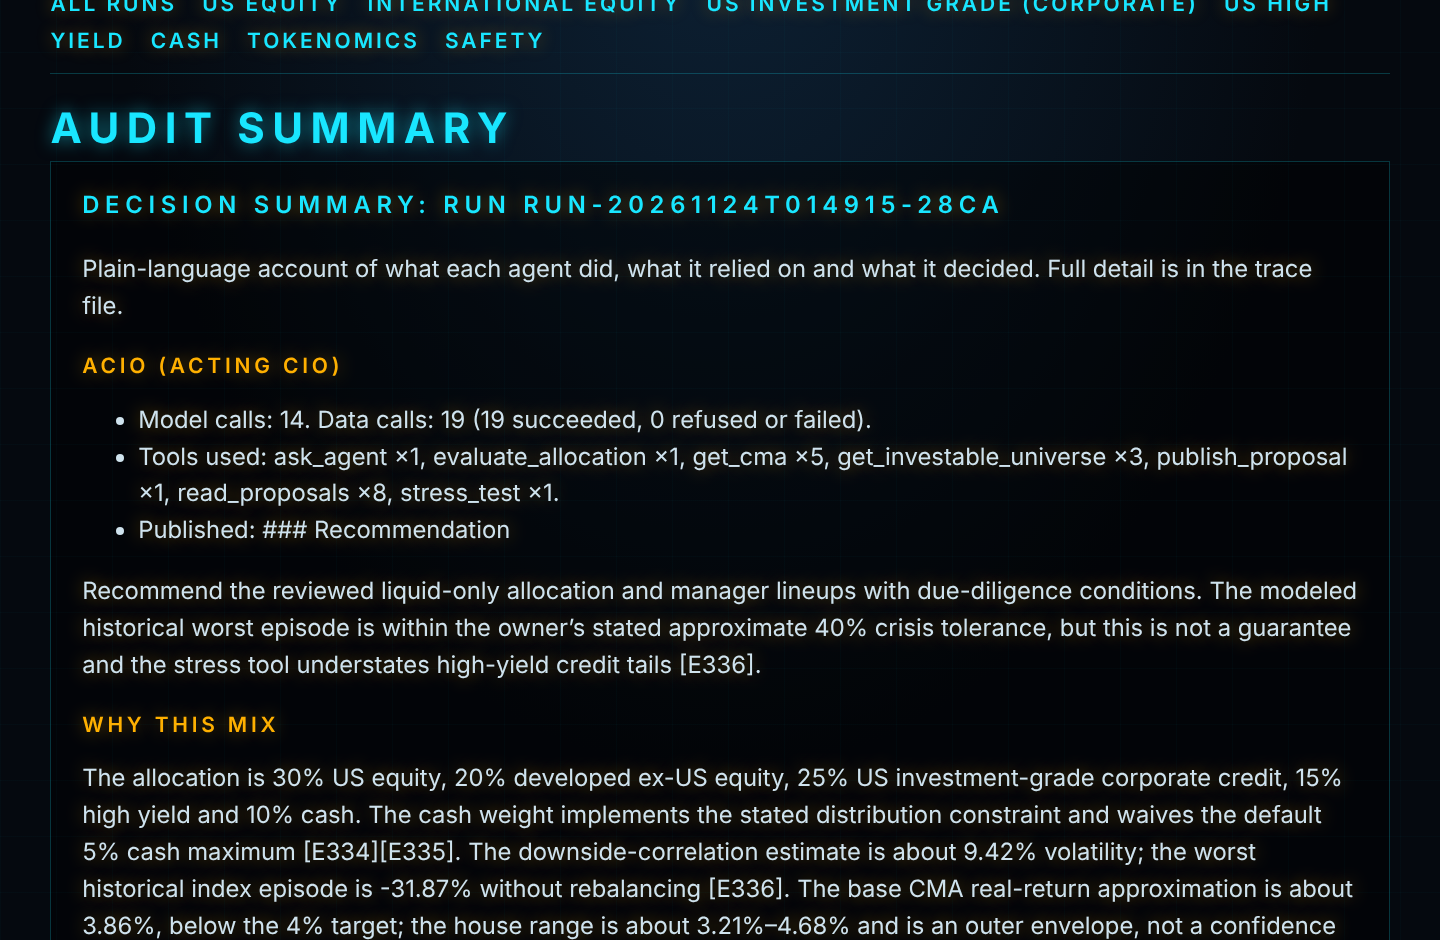 ALL RUNS US EQUITY INTERNATIONAL EQUITY US INVESTMENT GRADE (CORPORATE) US HIGH
YIELD CASH TOKENOMICS SAFETY
AUDIT SUMMARY
DECISION SUMMARY: RUN RUN-20261124T014915-28CA
Plain-language account of what each agent did, what it relied on and what it decided. Full detail is in the trace
file.
ACIO (ACTING CIO)
• Model calls: 14. Data calls: 19 (19 succeeded, 0 refused or failed).
• Tools used: ask_agent ×1, evaluate_allocation ×1, get_cma ×5, get_investable_universe ×3, publish_proposal
×1, read_proposals ×8, stress_test ×1.
• Published: ### Recommendation
Recommend the reviewed liquid-only allocation and manager lineups with due-diligence conditions. The modeled
historical worst episode is within the owner’s stated approximate 40% crisis tolerance, but this is not a guarantee
and the stress tool understates high-yield credit tails [E336].
WHY THIS MIX
The allocation is 30% US equity, 20% developed ex-US equity, 25% US investment-grade corporate credit, 15%
high yield and 10% cash. The cash weight implements the stated distribution constraint and waives the default
5% cash maximum [E334][E335]. The downside-correlation estimate is about 9.42% volatility; the worst
historical index episode is -31.87% without rebalancing [E336]. The base CMA real-return approximation is about
3.86%, below the 4% target; the house range is about 3.21%–4.68% and is an outer envelope, not a confidence